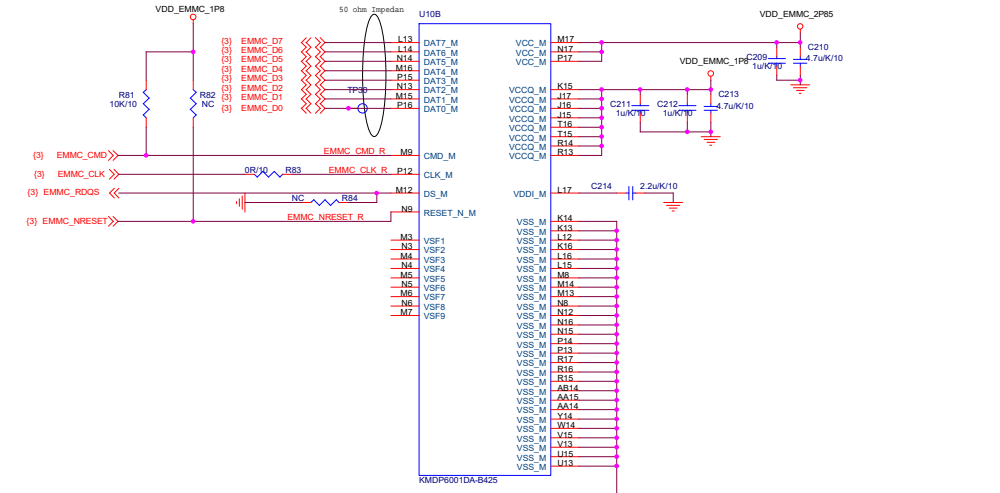 50 ohm Impedan
VDD_EMMC_1P8
U10B
VDD_EMMC_2P85
{3} EMMC_D7 L13 DAT7_M VCC_M M17
{3} EMMC_D6 L14 DAT6_M VCC_M N17
{3} EMMC_D5 N14 DAT5_M VCC_M P17
{3} EMMC_D4 M16 DAT4_M
{3} EMMC_D3 P15 DAT3_M
{3} EMMC_D2 N13 DAT2_M
{3} EMMC_D1 M15 DAT1_M
{3} EMMC_D0 P16 DAT0_M
TP30
C209
1u/K/10
C210
4.7u/K/10
VDD_EMMC_1P8
VCCQ_M K15
VCCQ_M J17
VCCQ_M J16
VCCQ_M J15
VCCQ_M T16
VCCQ_M T15
VCCQ_M R14
VCCQ_M R13
C211
1u/K/10
C212
1u/K/10
C213
4.7u/K/10
R81
10K/10
R82
NC
{3} EMMC_CMD EMMC_CMD_R M9 CMD_M
{3} EMMC_CLK 0R/10 R83 EMMC_CLK_R P12 CLK_M
{3} EMMC_RDQS M12 DS_M
NC R84
{3} EMMC_NRESET EMMC_NRESET_R N9 RESET_N_M
VDDI_M L17 C214 2.2u/K/10
M3 VSF1
N3 VSF2
M4 VSF3
N4 VSF4
M5 VSF5
N5 VSF6
M6 VSF7
N6 VSF8
M7 VSF9
VSS_M K14
VSS_M K13
VSS_M L12
VSS_M K16
VSS_M L16
VSS_M L15
VSS_M M8
VSS_M M14
VSS_M M13
VSS_M N8
VSS_M N12
VSS_M N16
VSS_M N15
VSS_M P14
VSS_M P13
VSS_M R17
VSS_M R16
VSS_M R15
VSS_M AB14
VSS_M AA15
VSS_M AA14
VSS_M Y14
VSS_M W14
VSS_M V15
VSS_M V13
VSS_M U15
VSS_M U13
KMDP6001DA-B425